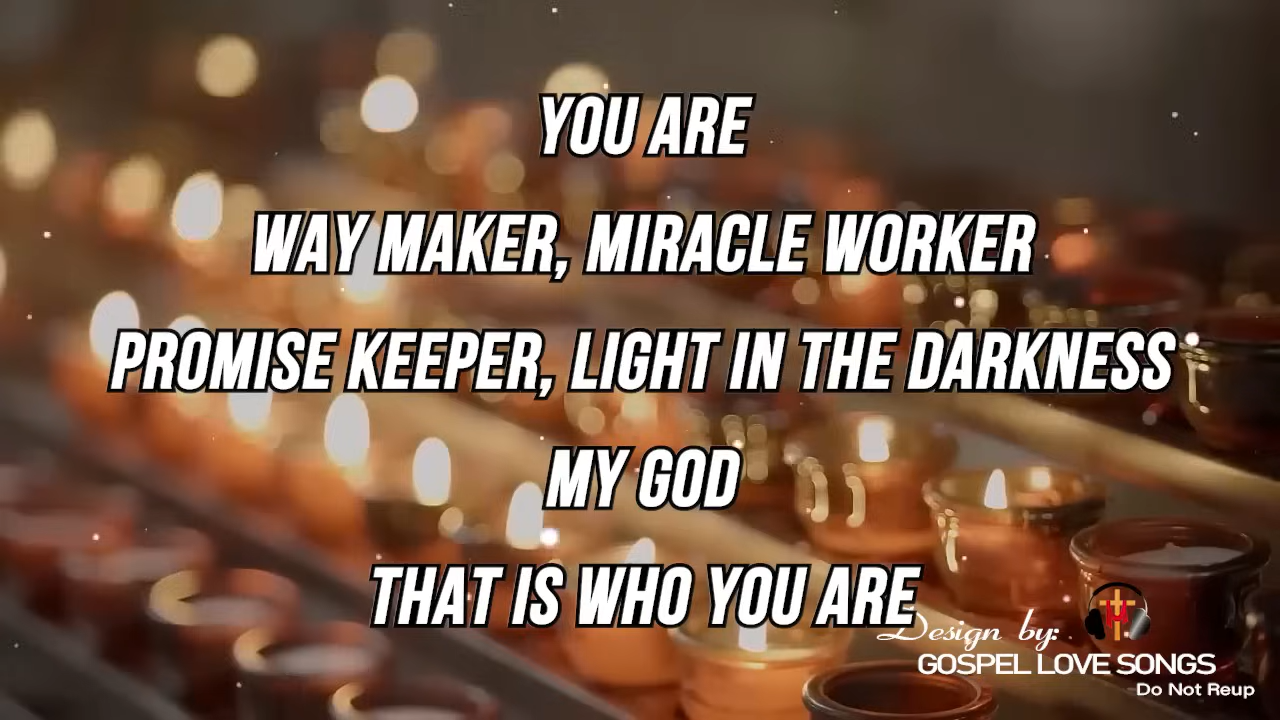 YOU ARE
WAY MAKER, MIRACLE WORKER
PROMISE KEEPER, LIGHT IN THE DARKNESS
MY GOD
THAT IS WHO YOU ARE
Design by:
GOSPEL LOVE SONGS
Do Not Reup